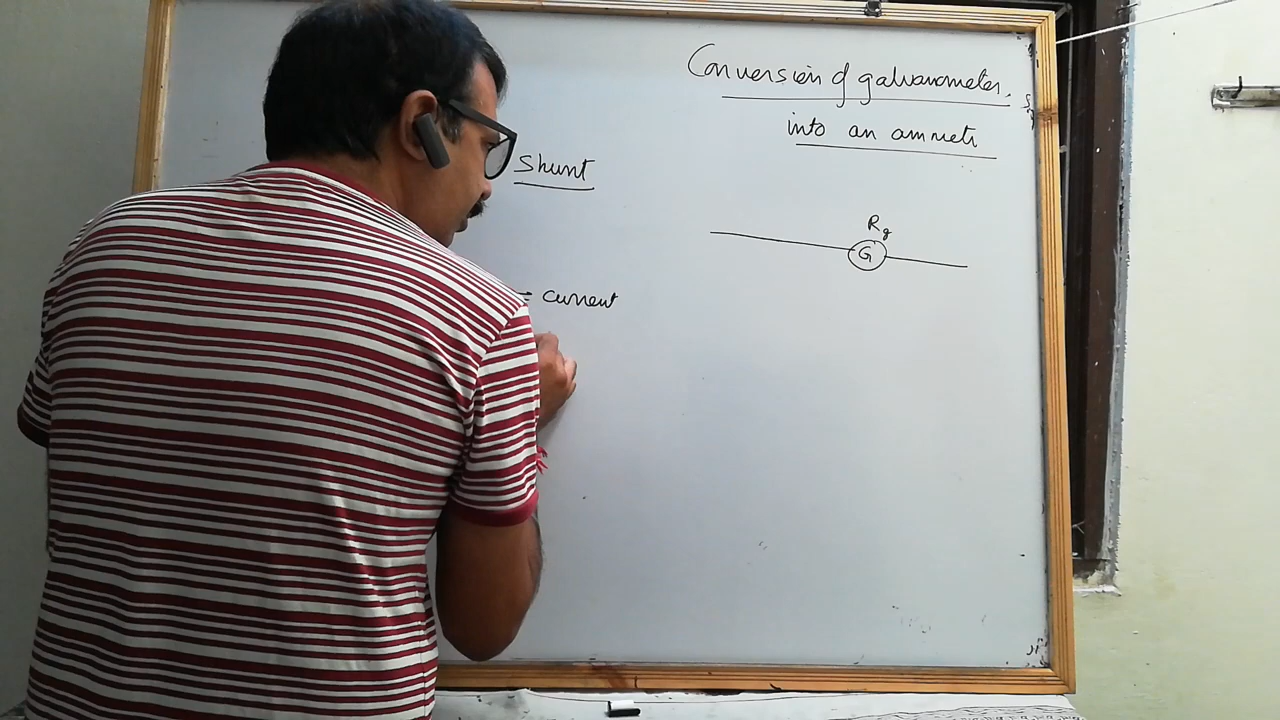 Conversion of galvanometer
into an ammeter
Shunt
Rg
G
= current